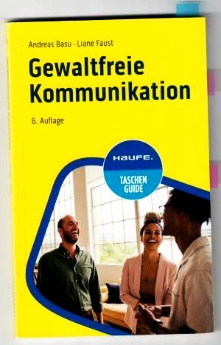 Andreas Basu · Liane Faust
Gewaltfreie
Kommunikation
6. Auflage
HAUFE.
TASCHEN
GUIDE